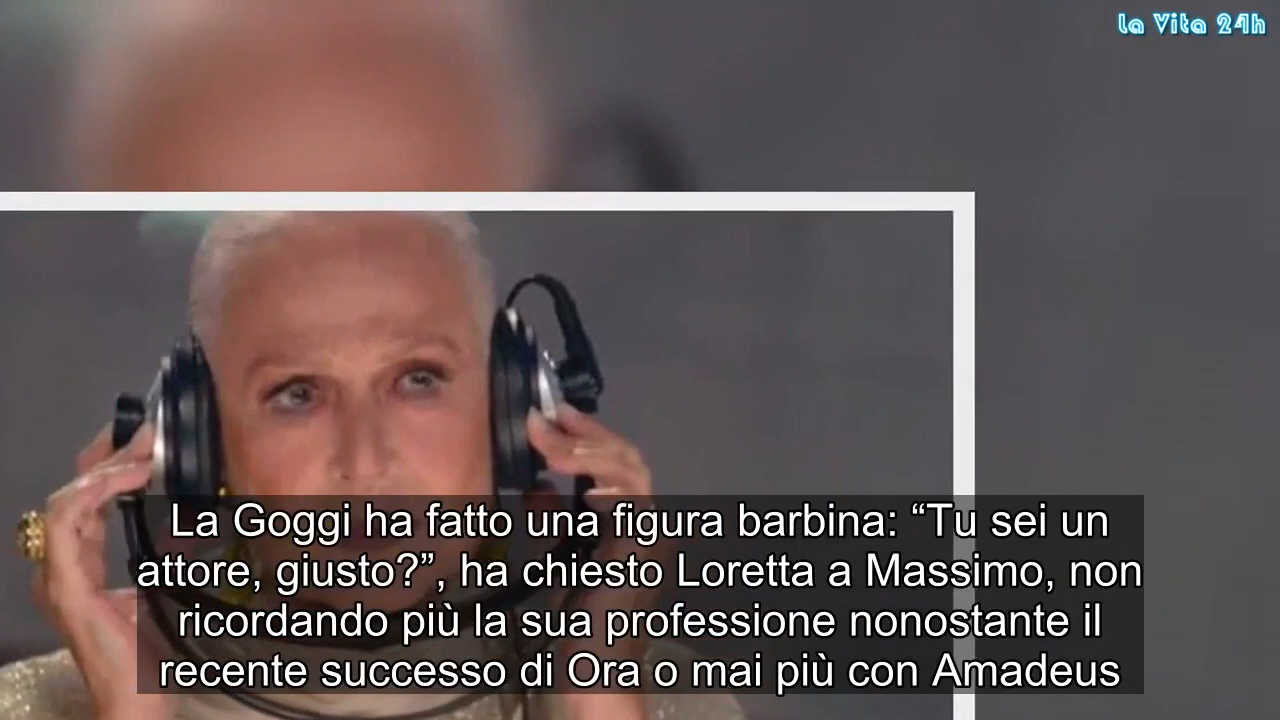 La Vita 24h
La Goggi ha fatto una figura barbina: “Tu sei un
attore, giusto?”, ha chiesto Loretta a Massimo, non
ricordando più la sua professione nonostante il
recente successo di Ora o mai più con Amadeus